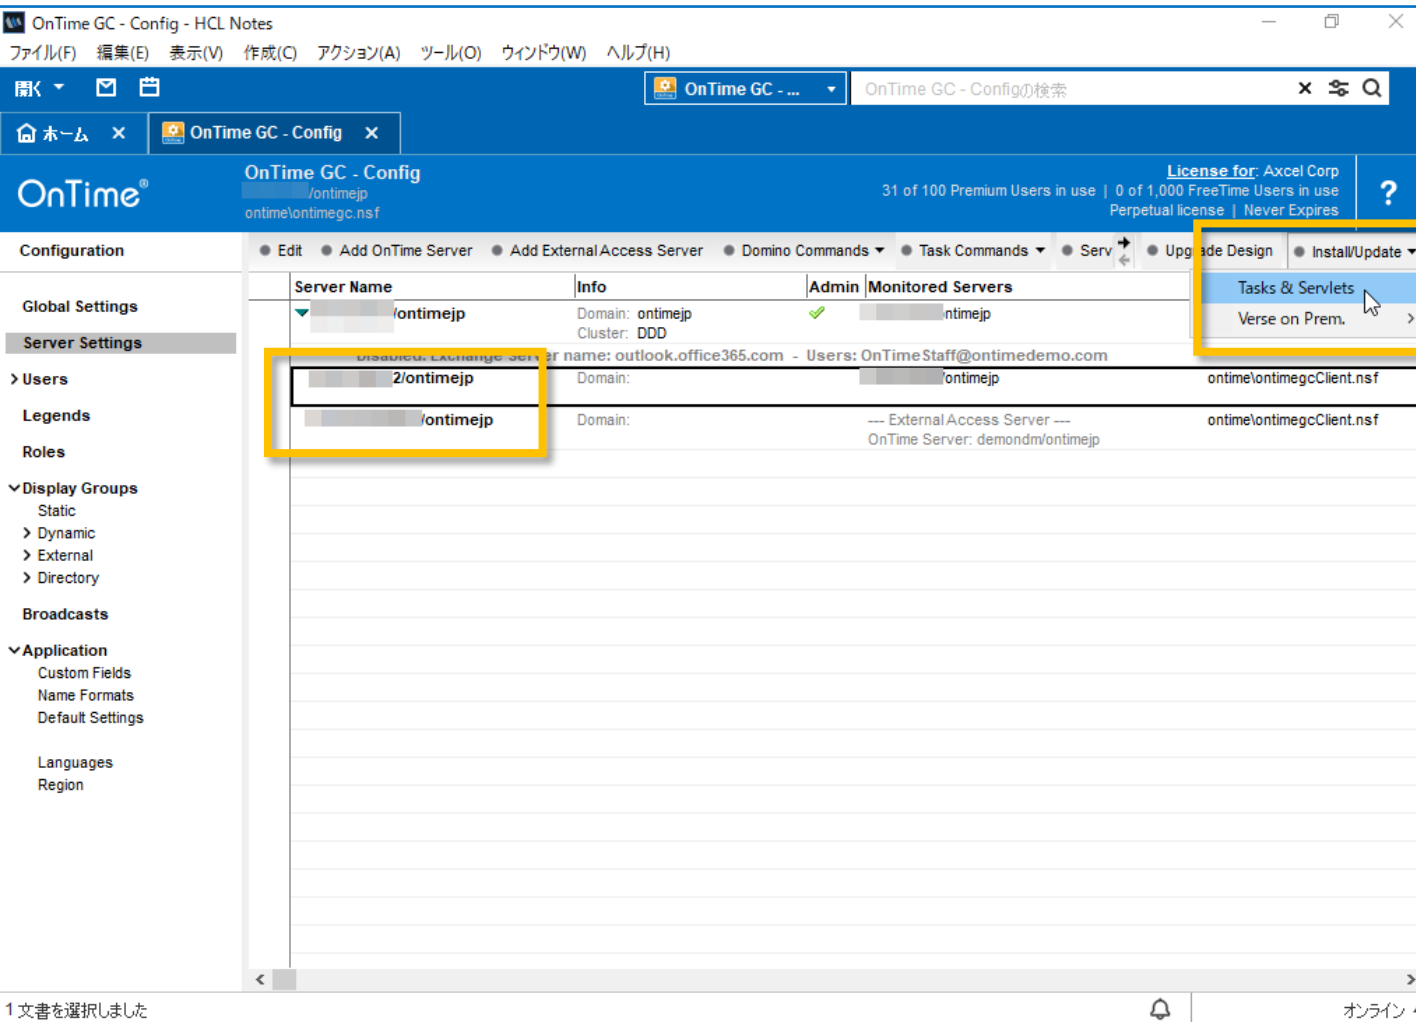 OnTime GC - Config - HCL Notes
ファイル(F) 編集(E) 表示(V) 作成(C) アクション(A) ツール(O) ウィンドウ(W) ヘルプ(H)
開く
OnTime GC - ...
OnTime GC - Configの検索
ホーム
OnTime GC - Config
OnTime®
OnTime GC - Config
/ontimejp
ontime\ontimegc.nsf
License for: Axcel Corp
31 of 100 Premium Users in use | 0 of 1,000 FreeTime Users in use
Perpetual license | Never Expires
?
Configuration
Edit Add OnTime Server Add External Access Server Domino Commands Task Commands Serv Upgrade Design Install/Update
Tasks & Servlets
Verse on Prem.
Global Settings
Server Settings
Users
Legends
Roles
Display Groups
Static
Dynamic
External
Directory
Broadcasts
Application
Custom Fields
Name Formats
Default Settings
Languages
Region
Server Name Info Admin Monitored Servers
/ontimejp Domain: ontimejp ntimejp
Cluster: DDD
Disabled. Exchange Server name: outlook.office365.com - Users: OnTimeStaff@ontimedemo.com
2/ontimejp Domain: /ontimejp ontime\ontimegcClient.nsf
/ontimejp Domain: --- External Access Server --- ontime\ontimegcClient.nsf
OnTime Server: demondm/ontimejp
1 文書を選択しました
オンライン